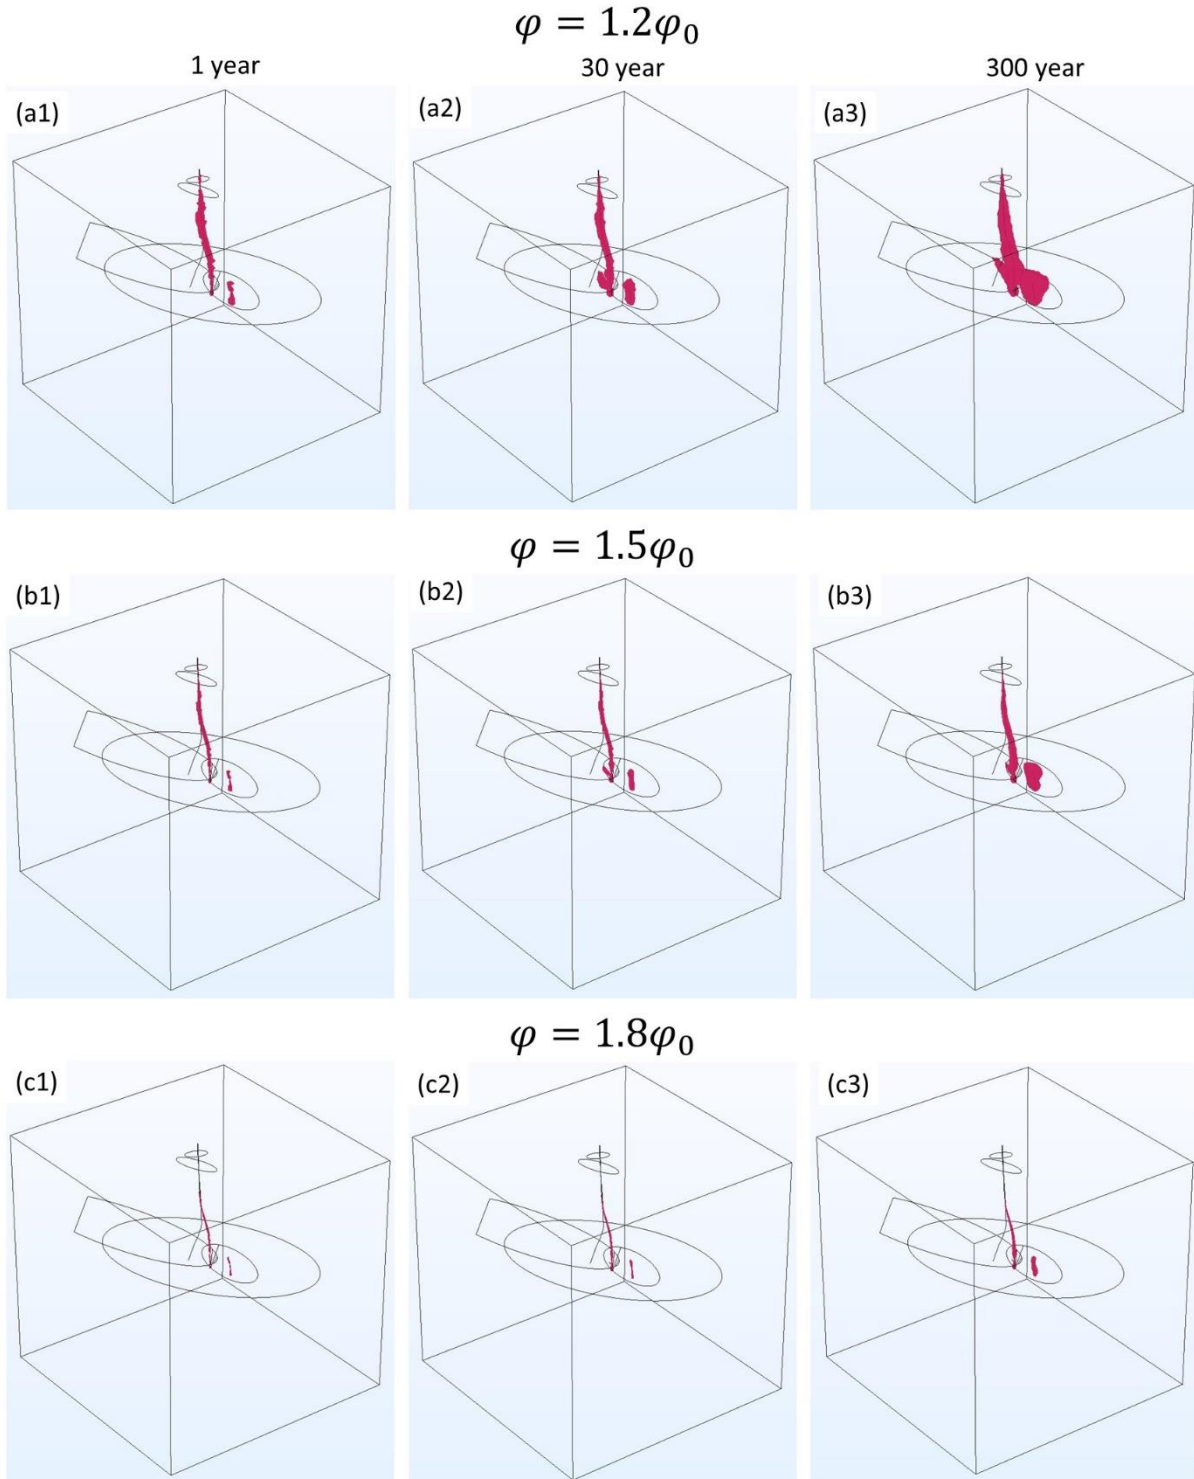 φ = 1.2φ₀
1 year 30 year 300 year
(a1) (a2) (a3)
φ = 1.5φ₀
(b1) (b2) (b3)
φ = 1.8φ₀
(c1) (c2) (c3)